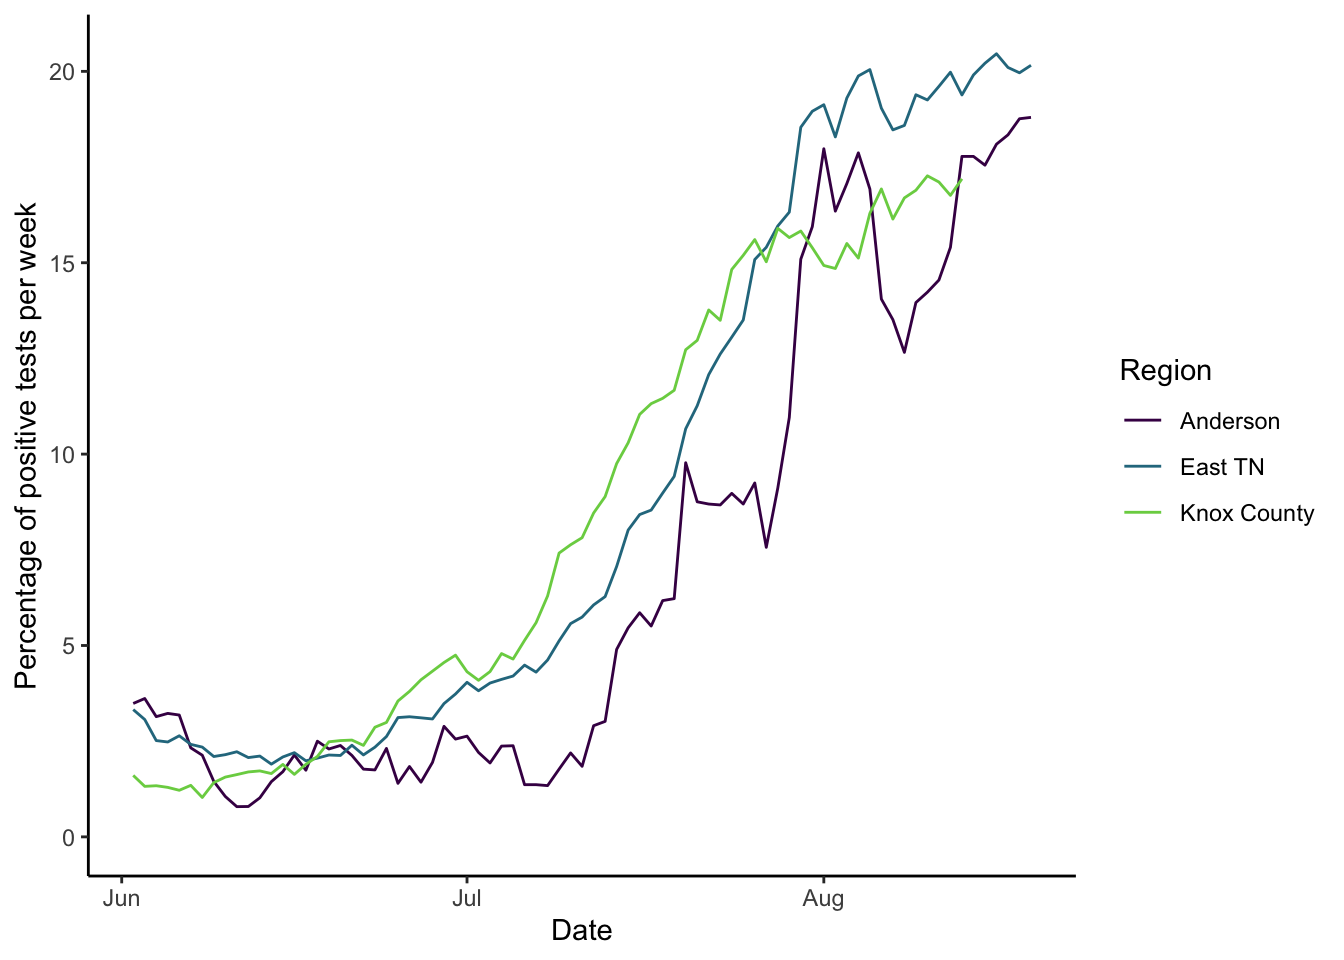 Percentage of positive tests per week
20
15
10
5
0
Jun
Jul
Aug
Date
Region
Anderson
East TN
Knox County